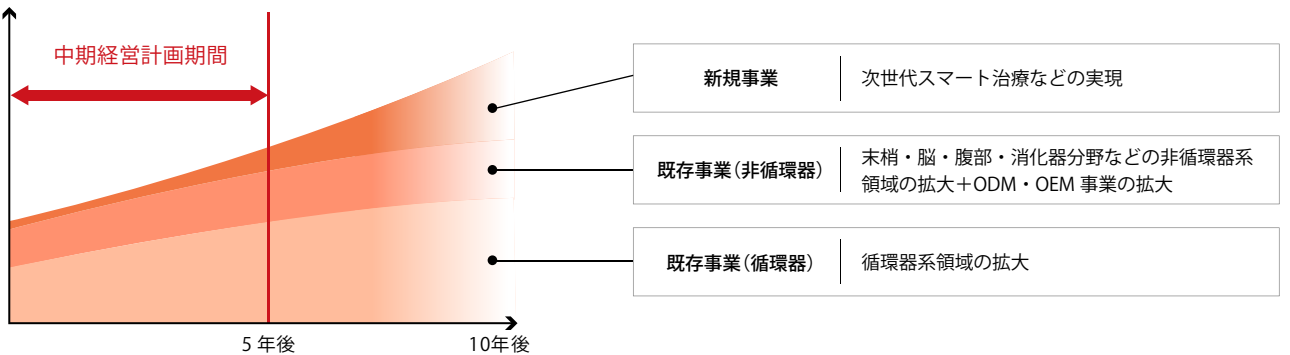 中期経営計画期間
新規事業
次世代スマート治療などの実現
既存事業(非循環器)
末梢・脳・腹部・消化器分野などの非循環器系
領域の拡大+ODM・OEM 事業の拡大
既存事業(循環器)
循環器系領域の拡大
5 年後
10年後